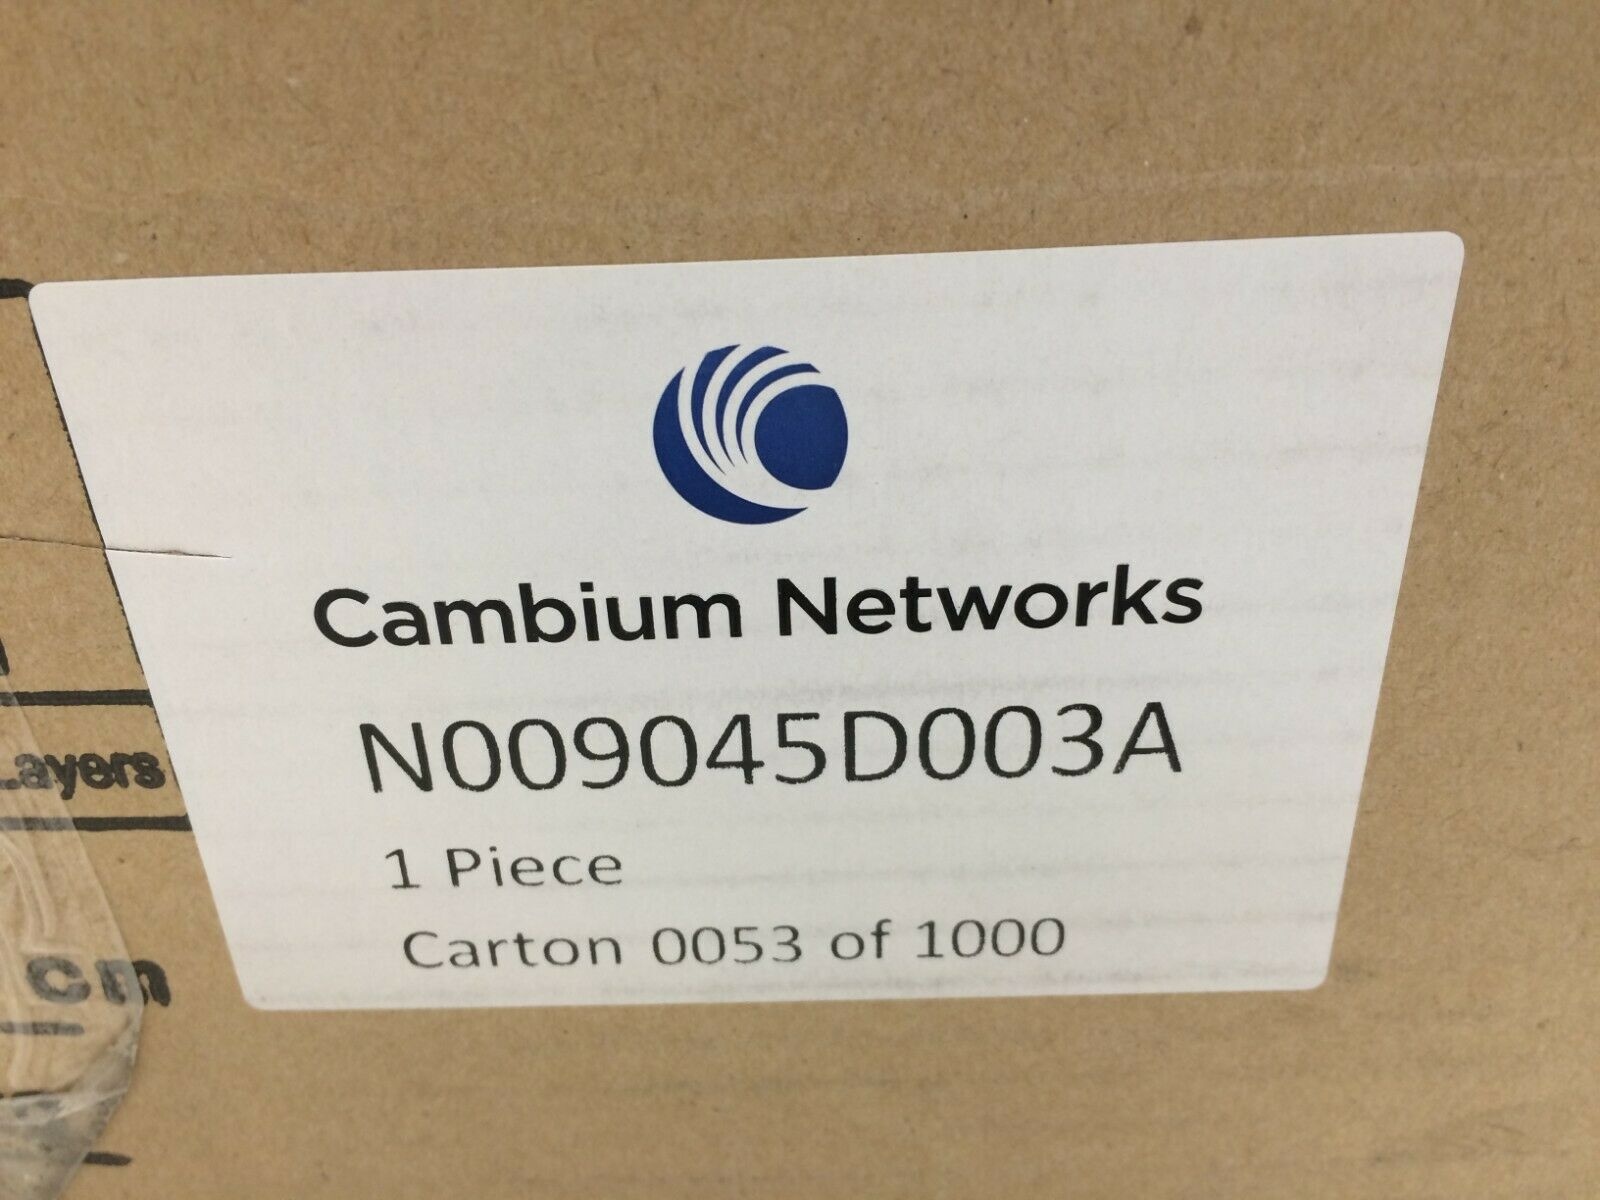 Cambium Networks
N009045D003A
1 Piece
Carton 0053 of 1000
Layers
cm